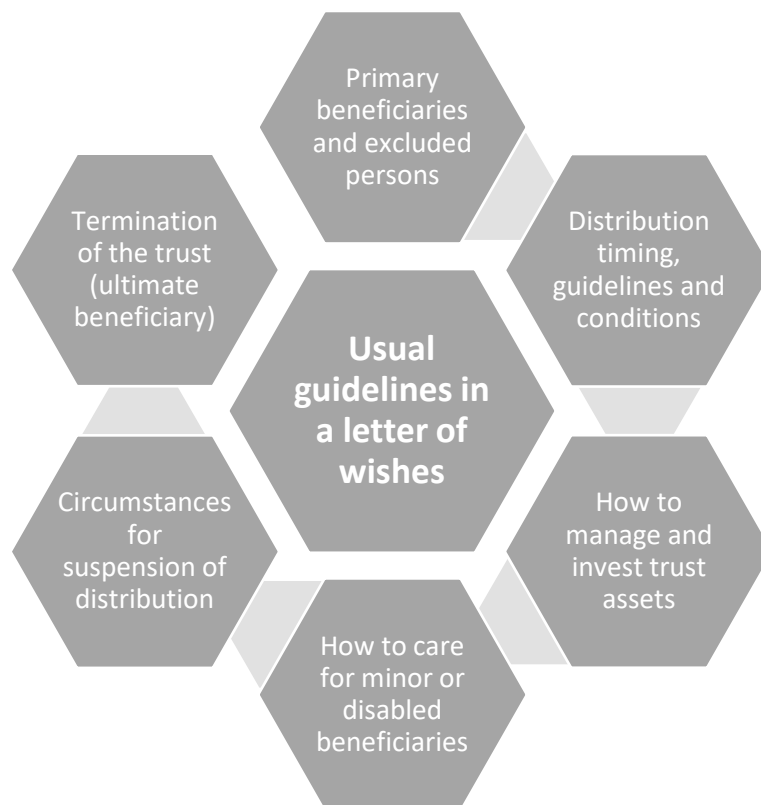 Primary
beneficiaries
and excluded
persons
Distribution
timing,
guidelines and
conditions
How to
manage and
invest trust
assets
How to care
for minor or
disabled
beneficiaries
Circumstances
for
suspension of
distribution
Termination
of the trust
(ultimate
beneficiary)
Usual
guidelines in
a letter of
wishes